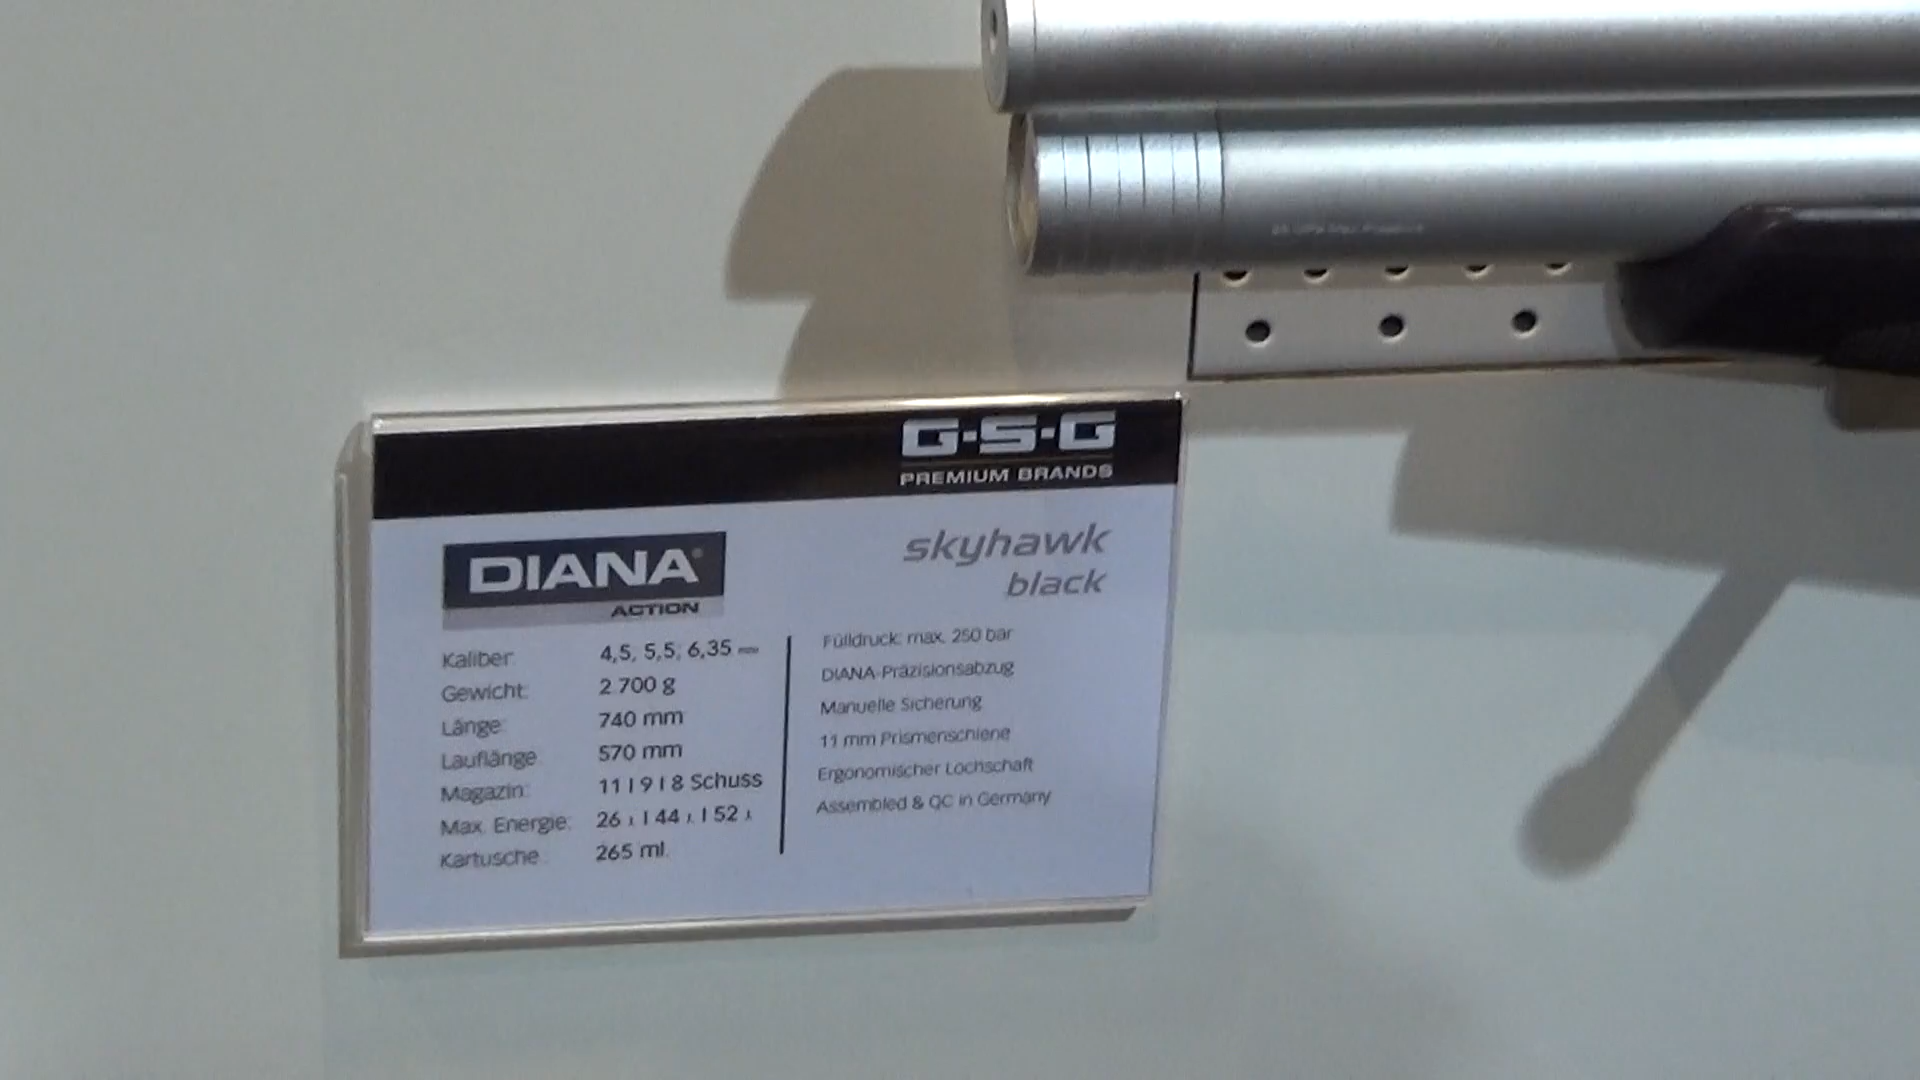 G·S·G
PREMIUM BRANDS
DIANA®
ACTION
skyhawk
black
Kaliber: 4,5, 5,5, 6,35 mm
Gewicht: 2.700 g
Länge: 740 mm
Lauflänge: 570 mm
Magazin: 11 | 9 | 8 Schuss
Max. Energie: 26 J. | 44 J. | 52 J.
Kartusche: 265 ml.
Fülldruck: max. 250 bar
DIANA-Präzisionsabzug
Manuelle Sicherung
11 mm Prismenschiene
Ergonomischer Lochschaft
Assembled & QC in Germany